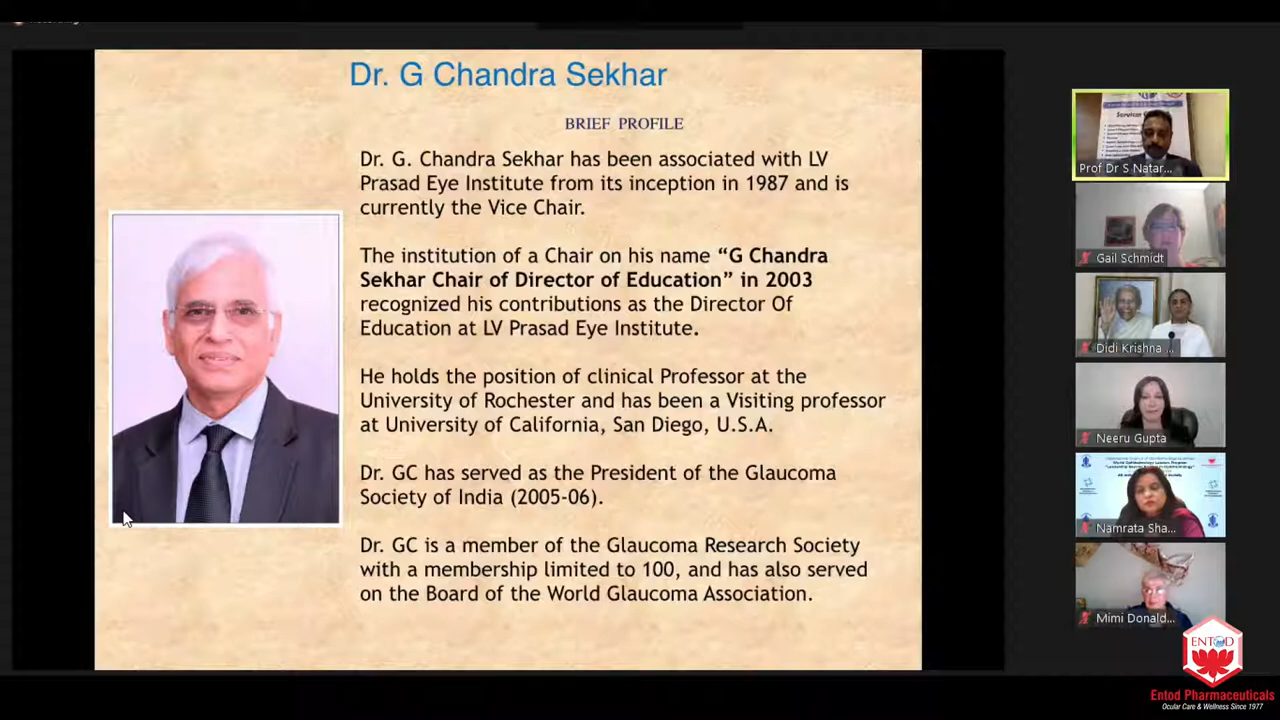 Dr. G Chandra Sekhar
BRIEF PROFILE
Dr. G. Chandra Sekhar has been associated with LV
Prasad Eye Institute from its inception in 1987 and is
currently the Vice Chair.
The institution of a Chair on his name “G Chandra
Sekhar Chair of Director of Education” in 2003
recognized his contributions as the Director Of
Education at LV Prasad Eye Institute.
He holds the position of clinical Professor at the
University of Rochester and has been a Visiting professor
at University of California, San Diego, U.S.A.
Dr. GC has served as the President of the Glaucoma
Society of India (2005-06).
Dr. GC is a member of the Glaucoma Research Society
with a membership limited to 100, and has also served
on the Board of the World Glaucoma Association.
Prof Dr S Natar...
Gail Schmidt
Didi Krishna ...
Neeru Gupta
Namrata Sha...
Mimi Donald...
ENTOD
Entod Pharmaceuticals
Ocular Care & Wellness Since 1977